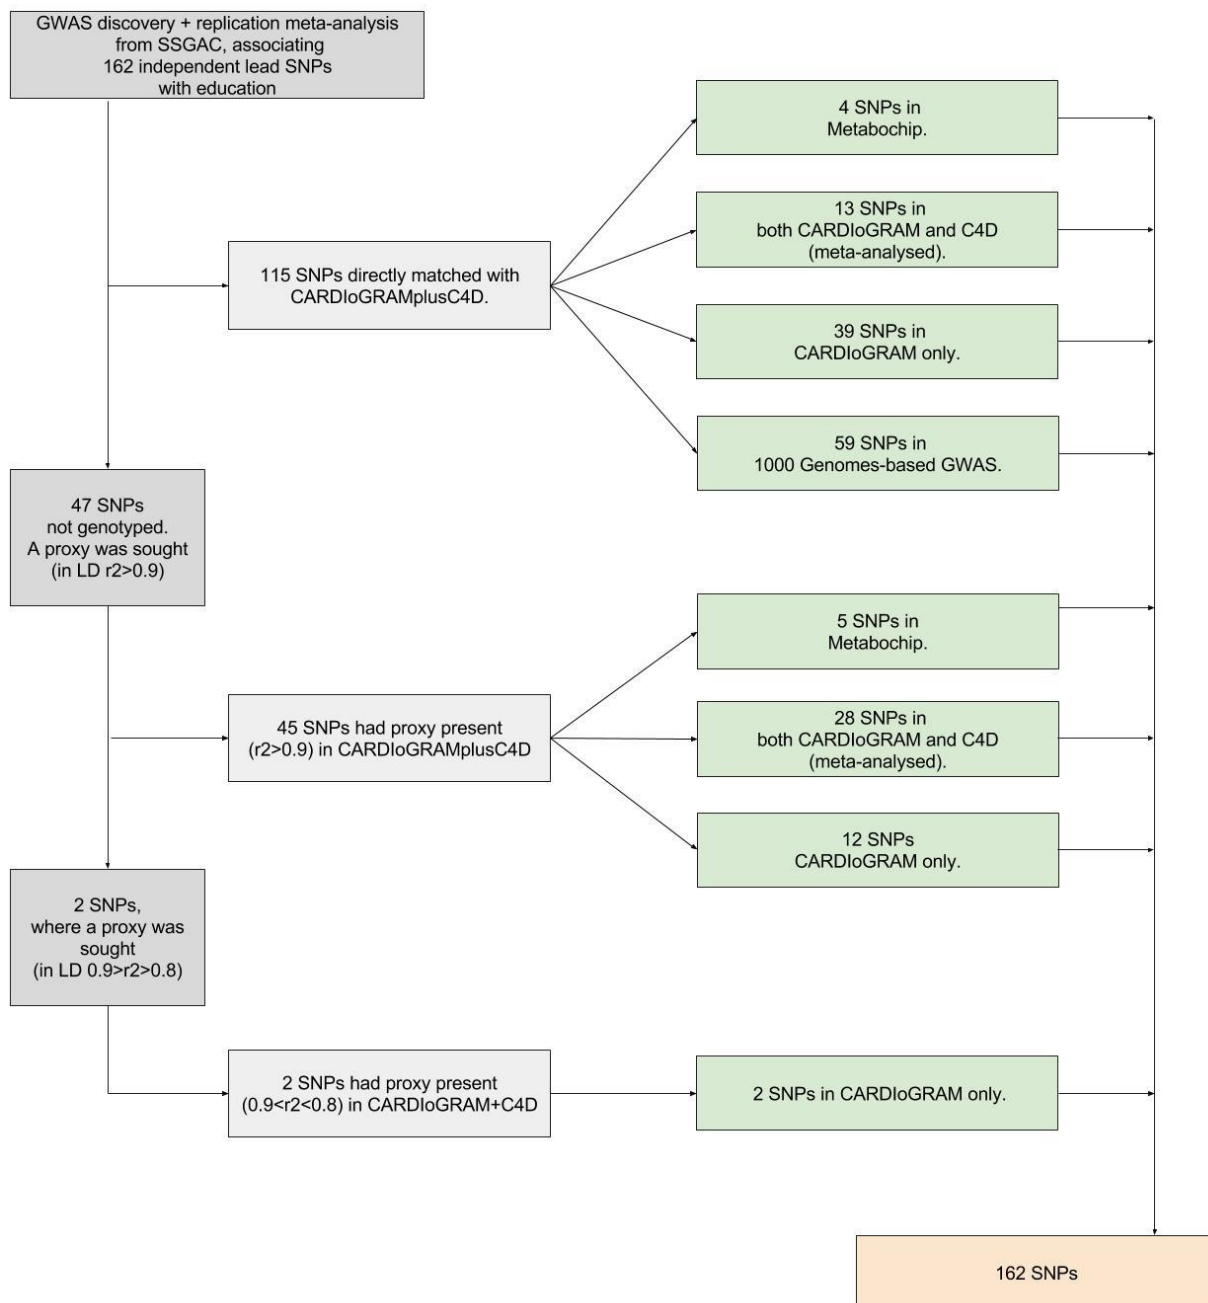 GWAS discovery + replication meta-analysis
from SSGAC, associating
162 independent lead SNPs
with education
4 SNPs in
Metabochip.
13 SNPs in
both CARDIoGRAM and C4D
(meta-analysed).
115 SNPs directly matched with
CARDIoGRAMplusC4D.
39 SNPs in
CARDIoGRAM only.
59 SNPs in
1000 Genomes-based GWAS.
47 SNPs
not genotyped.
A proxy was sought
(in LD r2>0.9)
5 SNPs in
Metabochip.
45 SNPs had proxy present
(r2>0.9) in CARDIoGRAMplusC4D
28 SNPs in
both CARDIoGRAM and C4D
(meta-analysed).
12 SNPs
CARDIoGRAM only.
2 SNPs,
where a proxy was
sought
(in LD 0.9>r2>0.8)
2 SNPs had proxy present
(0.9<r2<0.8) in CARDIoGRAM+C4D
2 SNPs in CARDIoGRAM only.
162 SNPs